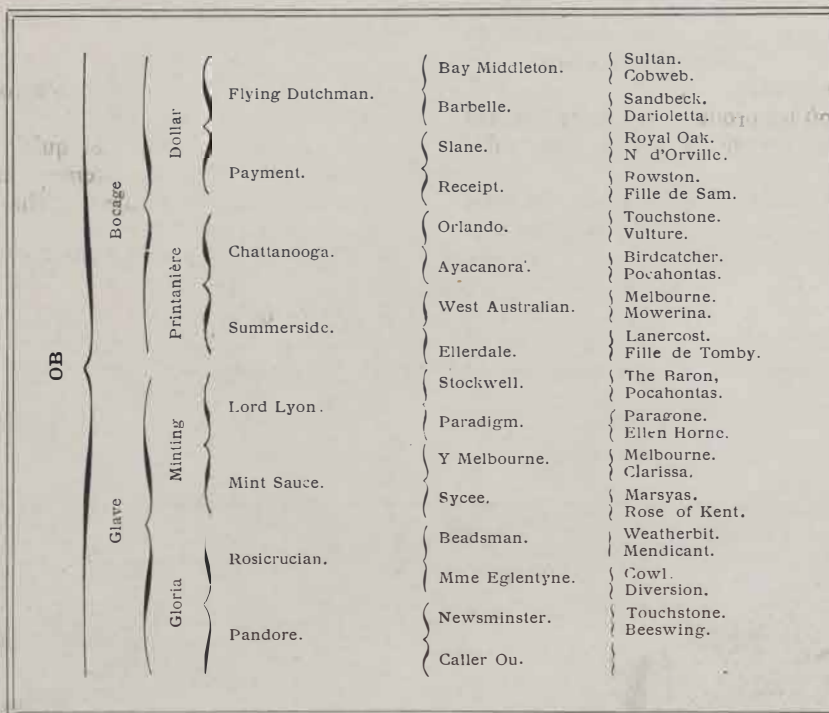 OB
Bocage
Glave
Dollar
Printanière
Minting
Gloria
Flying Dutchman.
Payment.
Chattanooga.
Summerside.
Lord Lyon.
Mint Sauce.
Rosicrucian.
Pandore.
Bay Middleton.
Barbelle.
Slane.
Receipt.
Orlando.
Ayacanora.
West Australian.
Ellerdale.
Stockwell.
Paradigm.
Y Melbourne.
Sycee.
Beadsman.
Mme Eglentyne.
Newsminster.
Caller Ou.
Sultan.
Cobweb.
Sandbeck.
Darioletta.
Royal Oak.
N d'Orville.
Rowston.
Fille de Sam.
Touchstone.
Vulture.
Birdcatcher.
Pocahontas.
Melbourne.
Mowerina.
Lanercost.
Fille de Tomby.
The Baron,
Pocahontas.
Paragone.
Ellen Horne.
Melbourne.
Clarissa.
Marsyas.
Rose of Kent.
Weatherbit.
Mendicant.
Cowl.
Diversion.
Touchstone.
Beeswing.